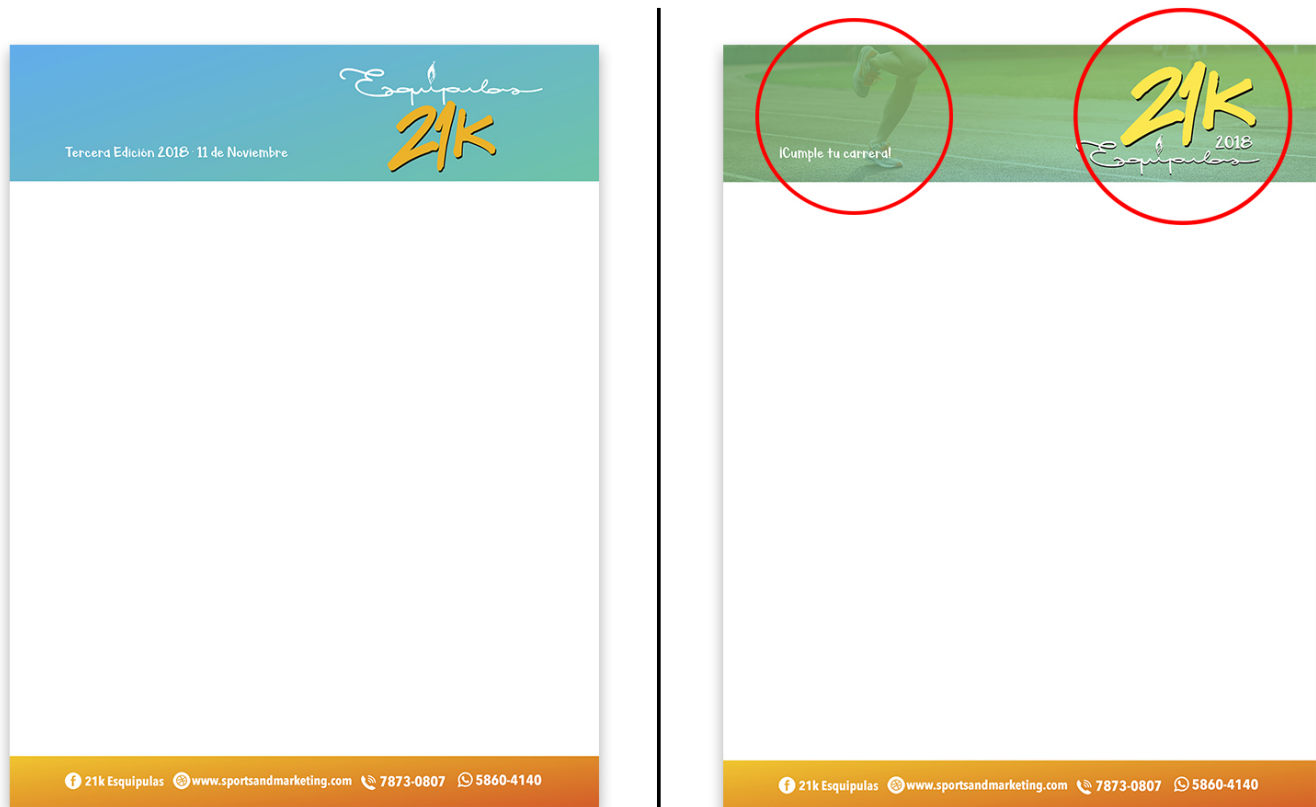 Esquipulas
21K
Tercera Edición 2018 · 11 de Noviembre
21k Esquipulas www.sportsandmarketing.com 7873-0807 5860-4140
21K
2018
Esquipulas
¡Cumple tu carrera!
21k Esquipulas www.sportsandmarketing.com 7873-0807 5860-4140